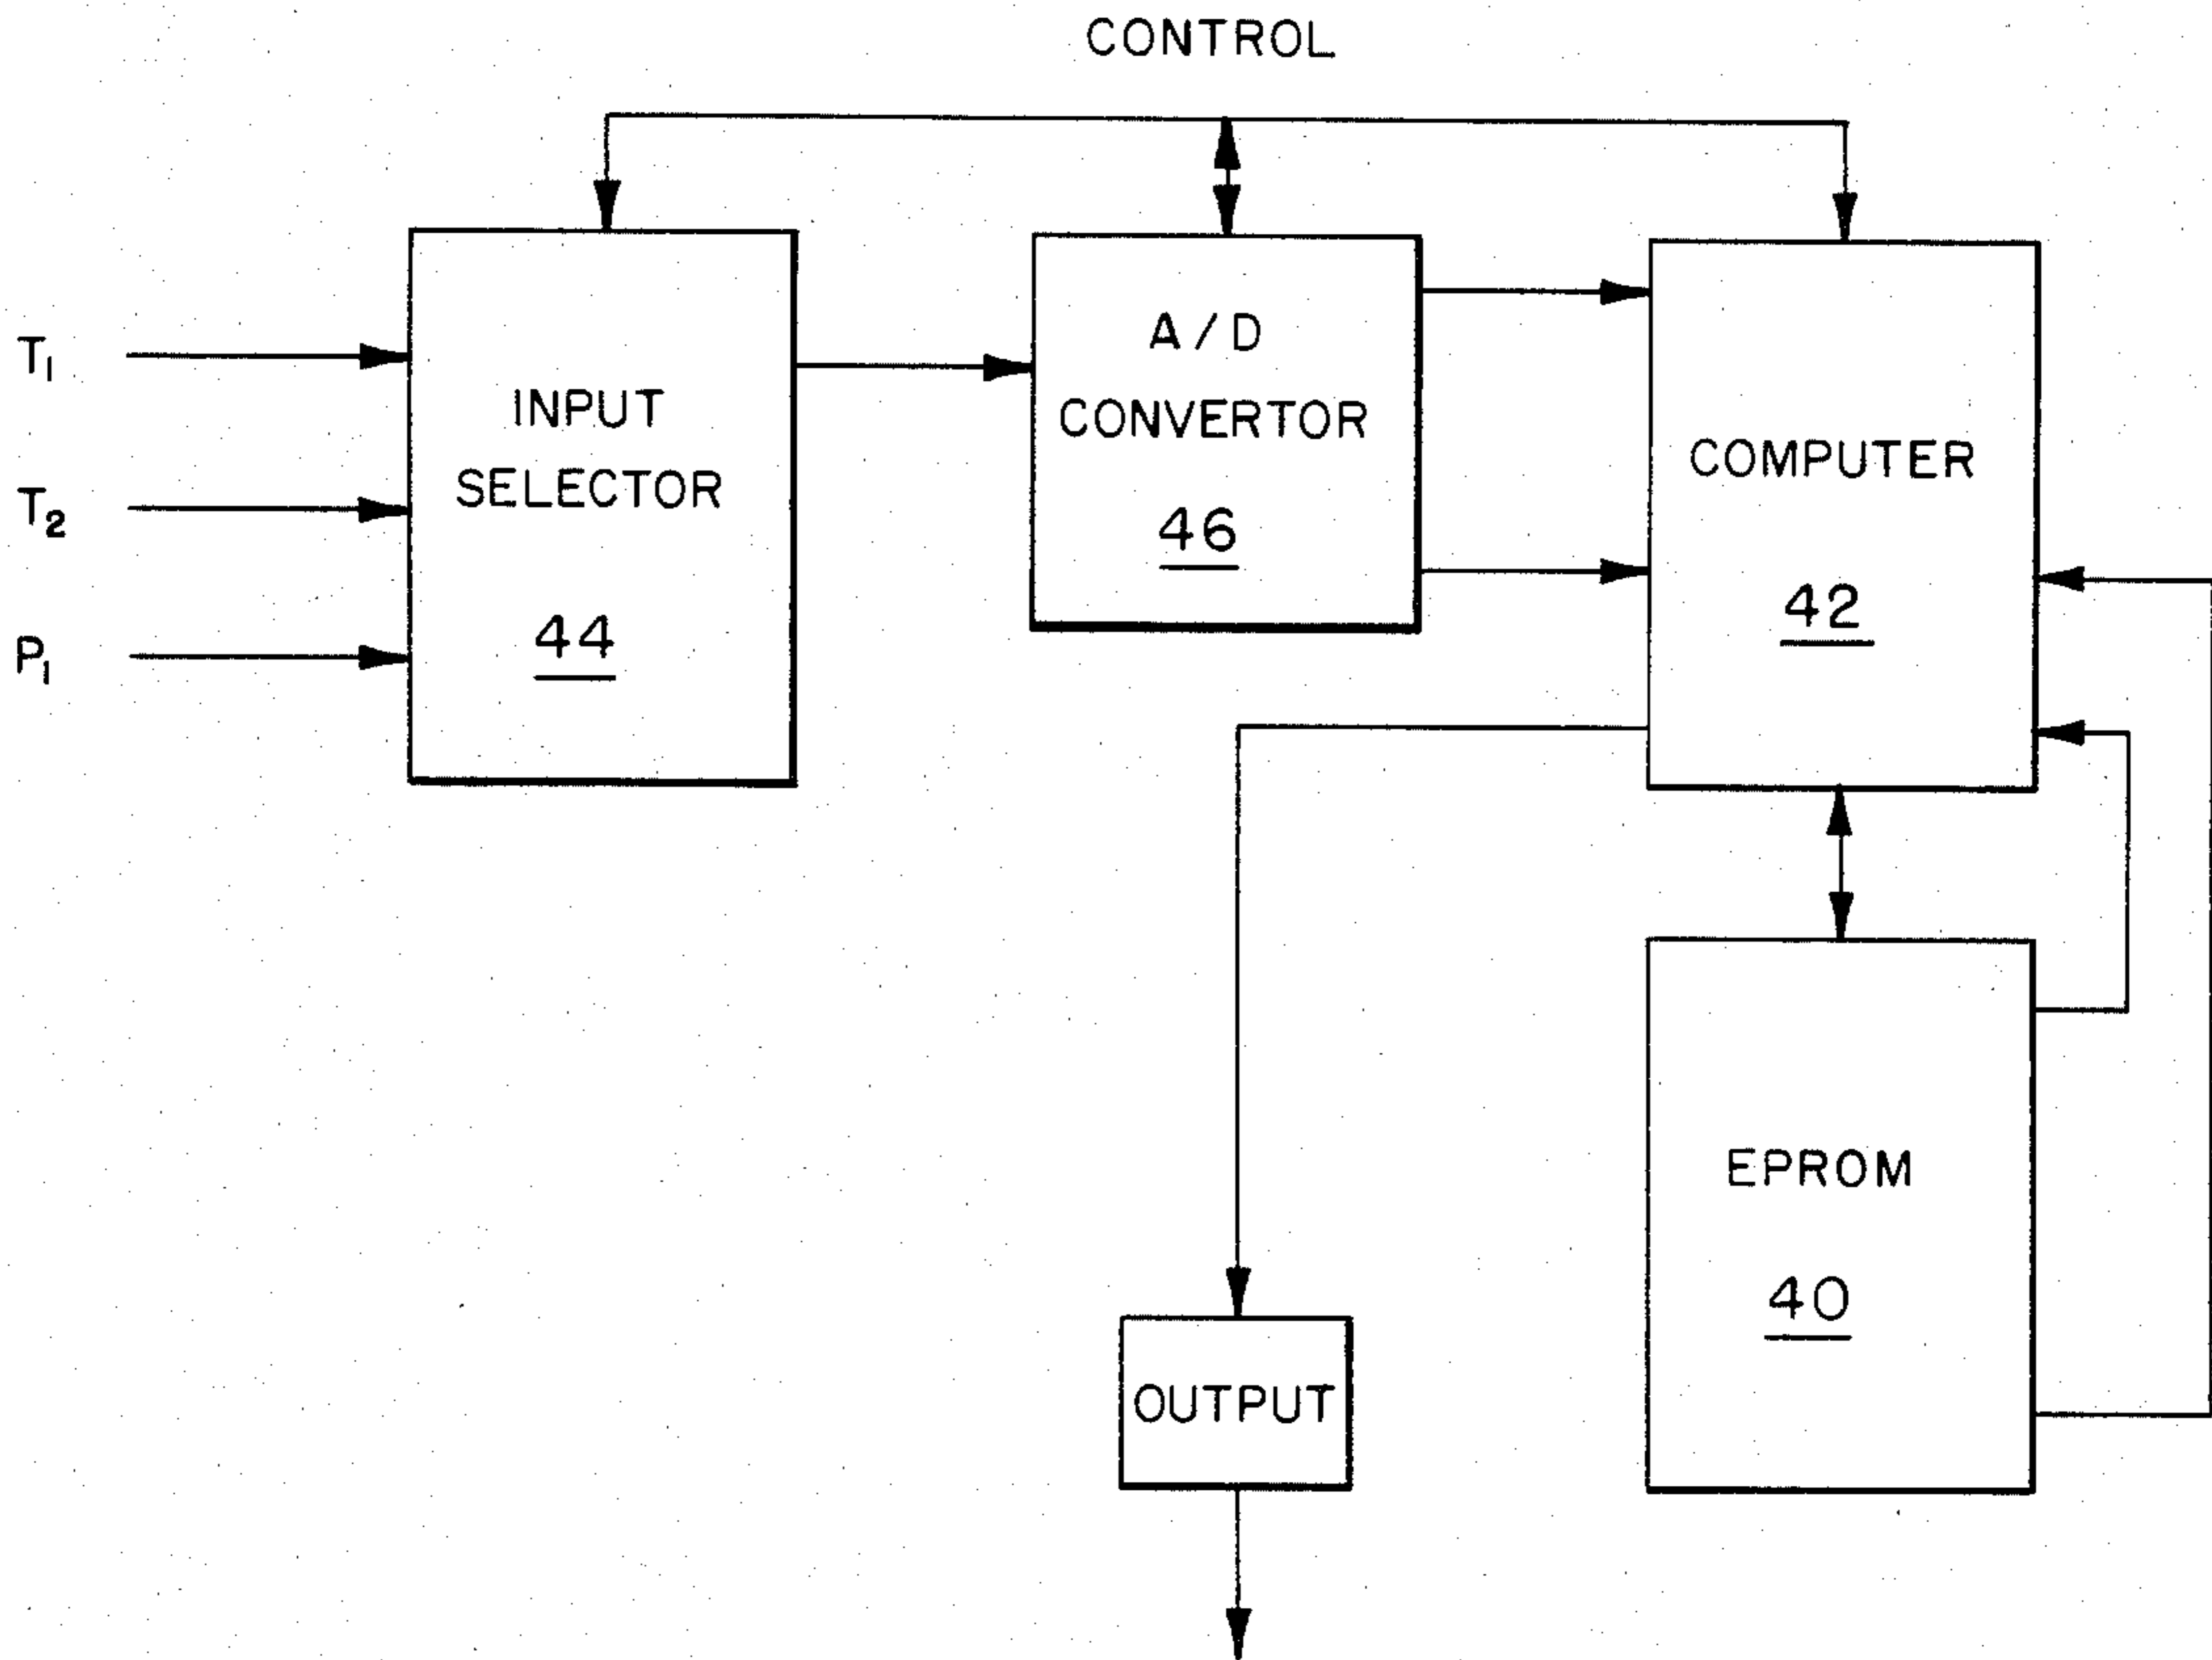 CONTROL
T1
T2
P1
INPUT
SELECTOR
44
A/D
CONVERTOR
46
COMPUTER
42
EPROM
40
OUTPUT